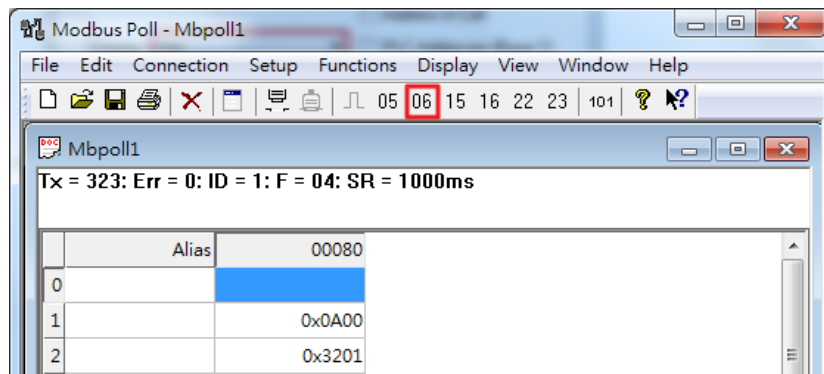 Modbus Poll - Mbpoll1
File Edit Connection Setup Functions Display View Window Help
05 06 15 16 22 23 101
Mbpoll1
Tx = 323: Err = 0: ID = 1: F = 04: SR = 1000ms
Alias 00080
0
1 0x0A00
2 0x3201